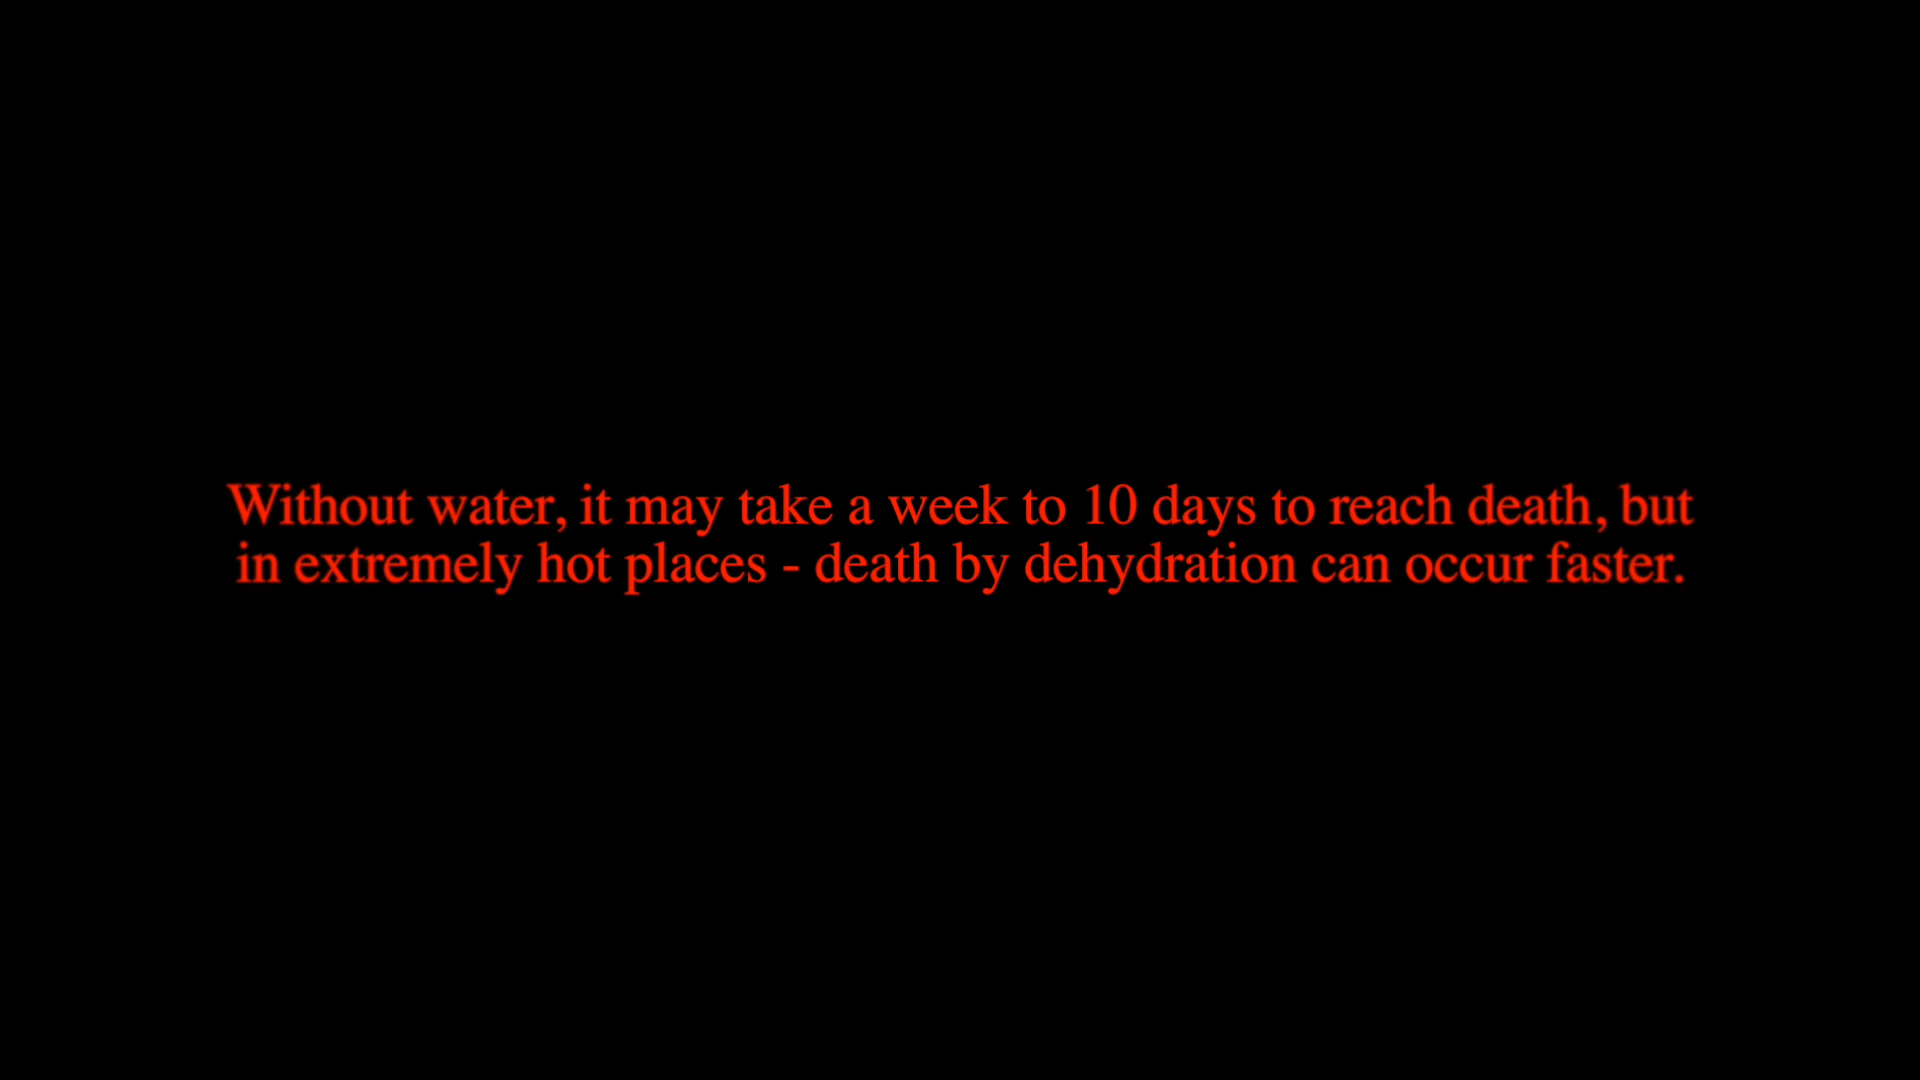 Without water, it may take a week to 10 days to reach death, but
in extremely hot places - death by dehydration can occur faster.